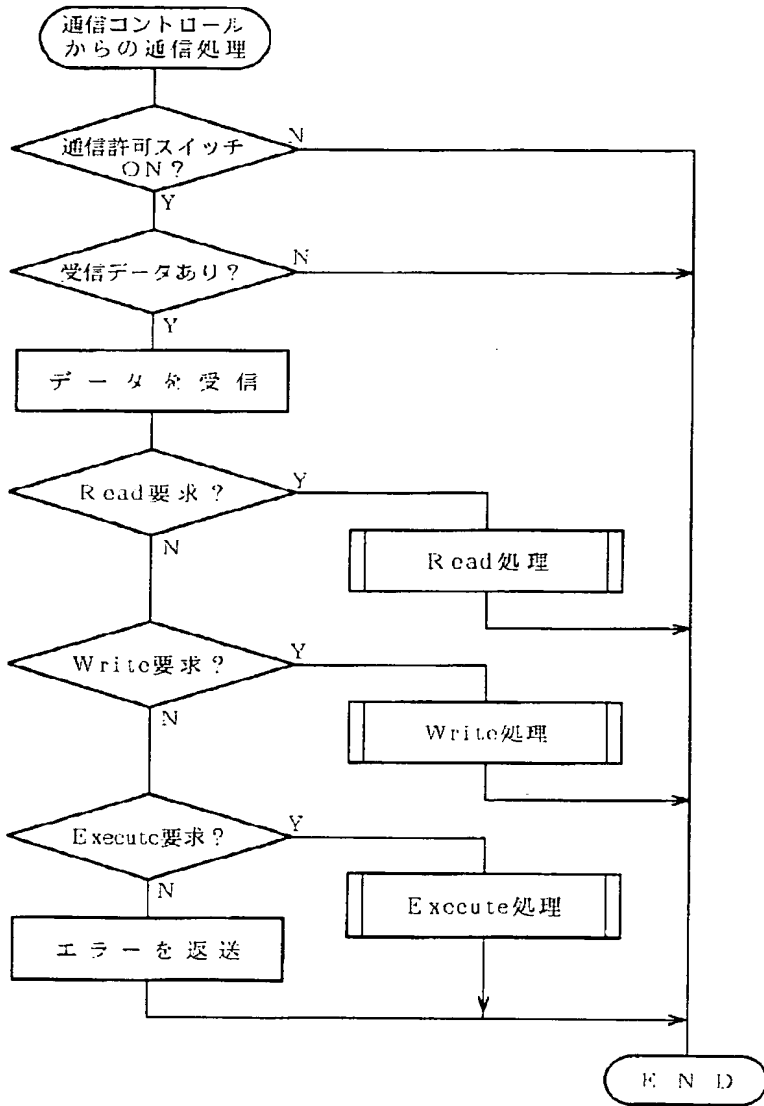 通信コントロール
からの通信処理
通信許可スイッチ
ON？
N
Y
受信データあり？
N
Y
データを受信
Read要求？
Y
N
Read処理
Write要求？
Y
N
Write処理
Execute要求？
Y
N
Execute処理
エラーを返送
END